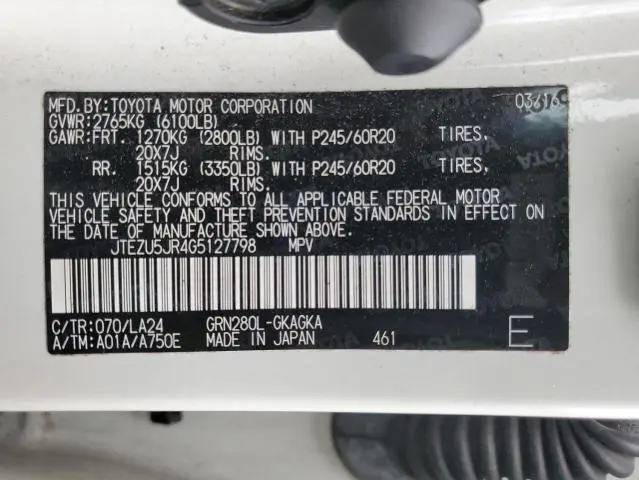 MFD.BY:TOYOTA MOTOR CORPORATION 03/16
GVWR:2765KG (6100LB)
GAWR:FRT. 1270KG (2800LB) WITH P245/60R20 TIRES,
20X7J RIMS.
RR. 1515KG (3350LB) WITH P245/60R20 TIRES,
20X7J RIMS.
THIS VEHICLE CONFORMS TO ALL APPLICABLE FEDERAL MOTOR
VEHICLE SAFETY, BUMPER, AND THEFT PREVENTION STANDARDS IN EFFECT ON
THE DATE OF MANUFACTURE SHOWN ABOVE.
JTEZU5JR4G5127798 MPV
C/TR:070/LA24 GRN280L-GKAGKA
A/TM:A01A/A750E MADE IN JAPAN 461 E